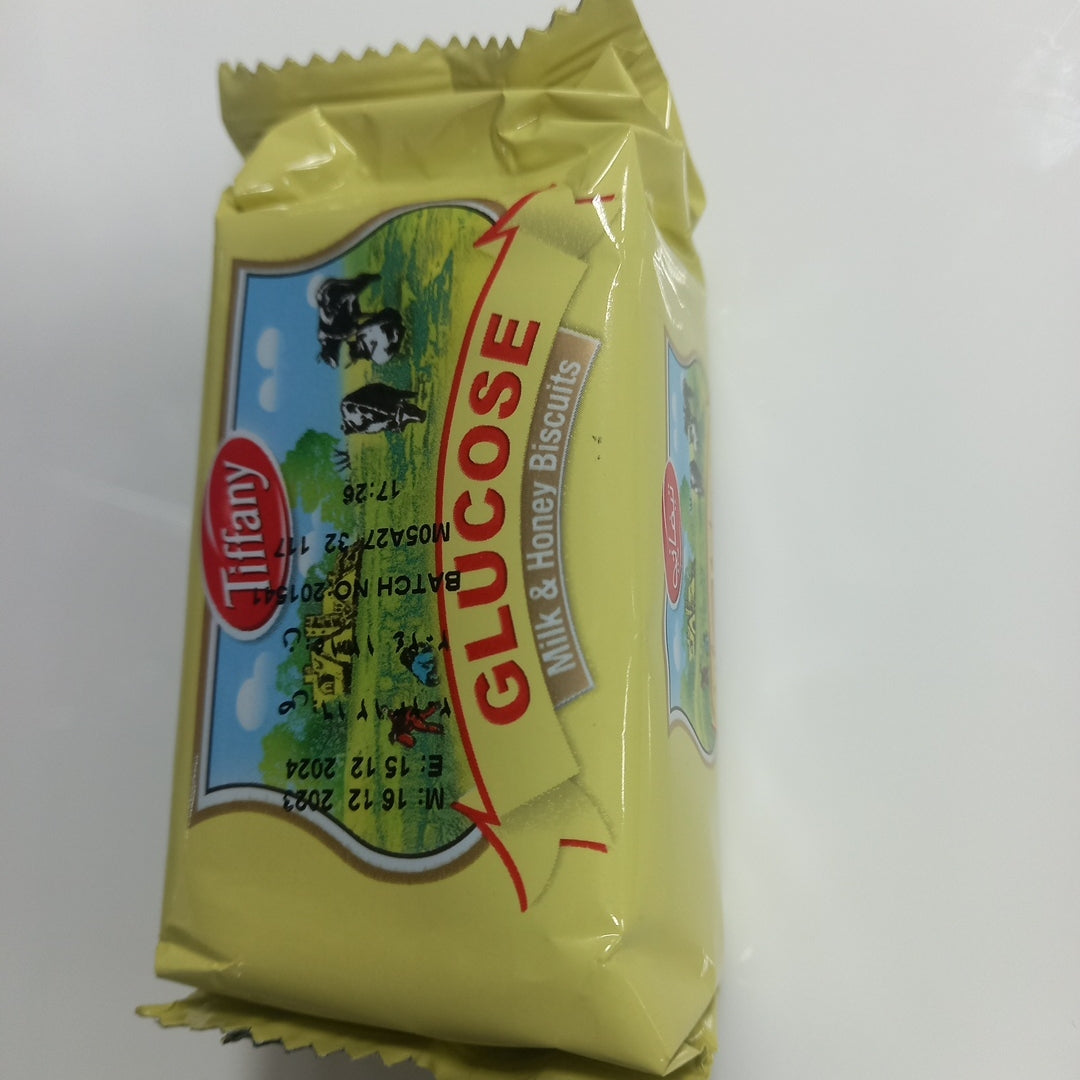 Tiffany
GLUCOSE
Milk & Honey Biscuits
M: 16 12 2023
E: 15 12 2024
BATCH NO 201541
M05A27 32 117
17:26
تيفاني